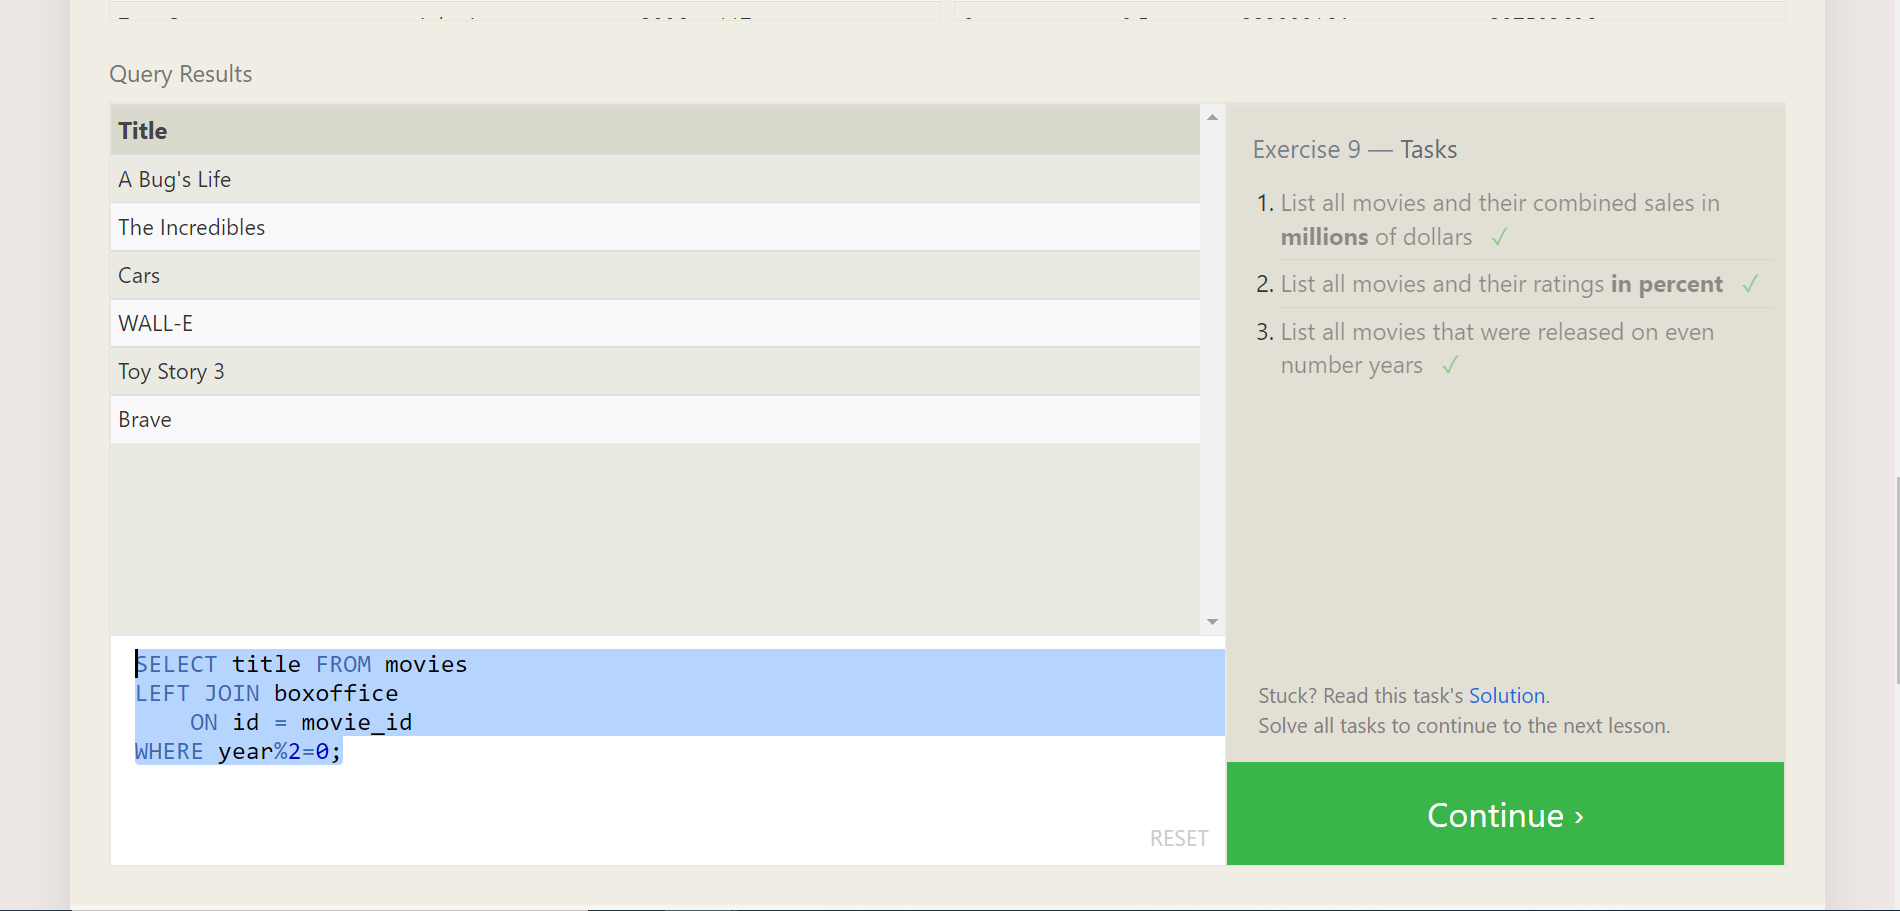 Query Results
Title
A Bug's Life
The Incredibles
Cars
WALL-E
Toy Story 3
Brave
SELECT title FROM movies
LEFT JOIN boxoffice
    ON id = movie_id
WHERE year%2=0;
RESET
Exercise 9 — Tasks
1. List all movies and their combined sales in
millions of dollars ✓
2. List all movies and their ratings in percent ✓
3. List all movies that were released on even
number years ✓
Stuck? Read this task's Solution.
Solve all tasks to continue to the next lesson.
Continue ›